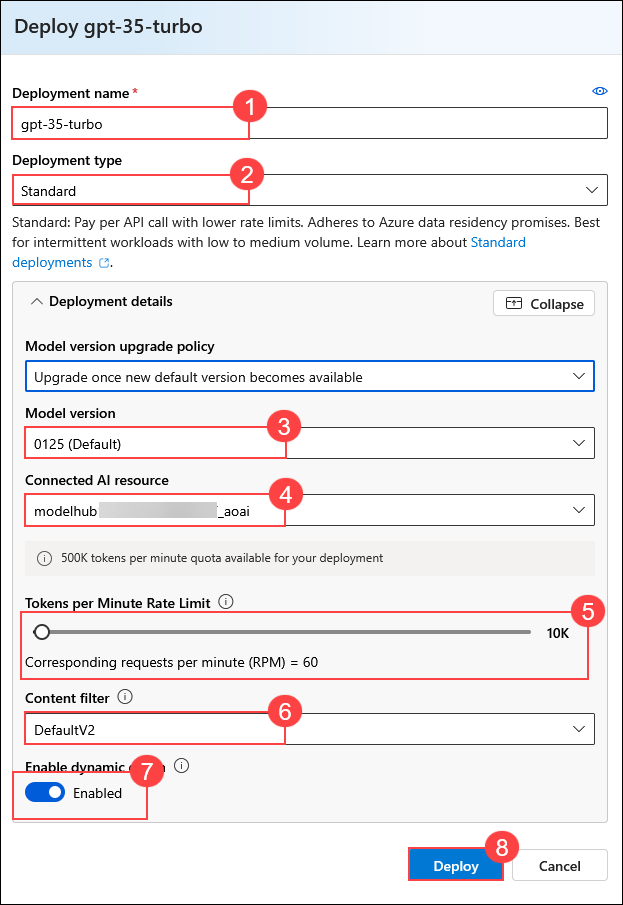 Deploy gpt-35-turbo
Deployment name *
1
gpt-35-turbo
Deployment type
2
Standard
Standard: Pay per API call with lower rate limits. Adheres to Azure data residency promises. Best
for intermittent workloads with low to medium volume. Learn more about Standard
deployments.
Deployment details
Collapse
Model version upgrade policy
Upgrade once new default version becomes available
Model version
3
0125 (Default)
Connected AI resource
4
modelhub _aoai
500K tokens per minute quota available for your deployment
Tokens per Minute Rate Limit
5
10K
Corresponding requests per minute (RPM) = 60
Content filter
6
DefaultV2
Enable dynamic
7
Enabled
8
Deploy
Cancel